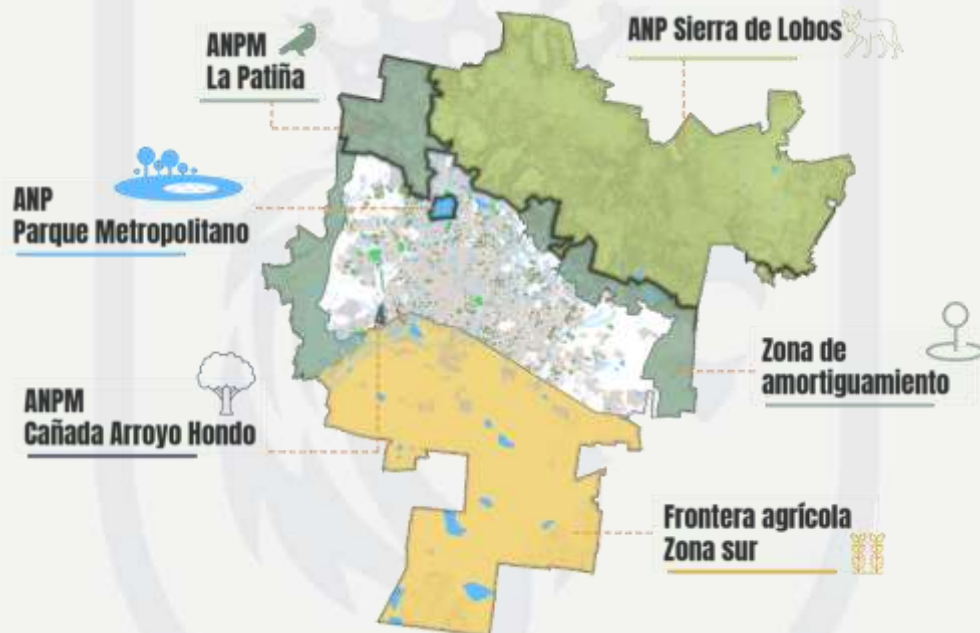 ANPM
La Patiña
ANP Sierra de Lobos
ANP
Parque Metropolitano
Zona de
amortiguamiento
ANPM
Cañada Arroyo Hondo
Frontera agrícola
Zona sur